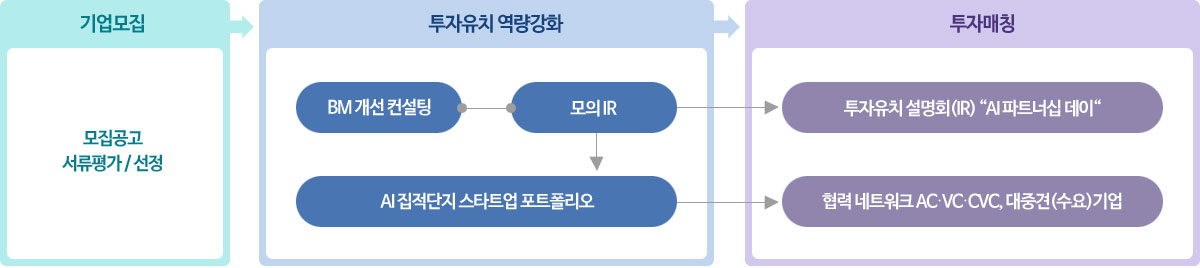 기업모집
모집공고
서류평가 / 선정
투자유치 역량강화
BM 개선 컨설팅
모의 IR
AI 집적단지 스타트업 포트폴리오
투자매칭
투자유치 설명회(IR) “AI 파트너십 데이“
협력 네트워크 AC·VC·CVC, 대중견(수요)기업